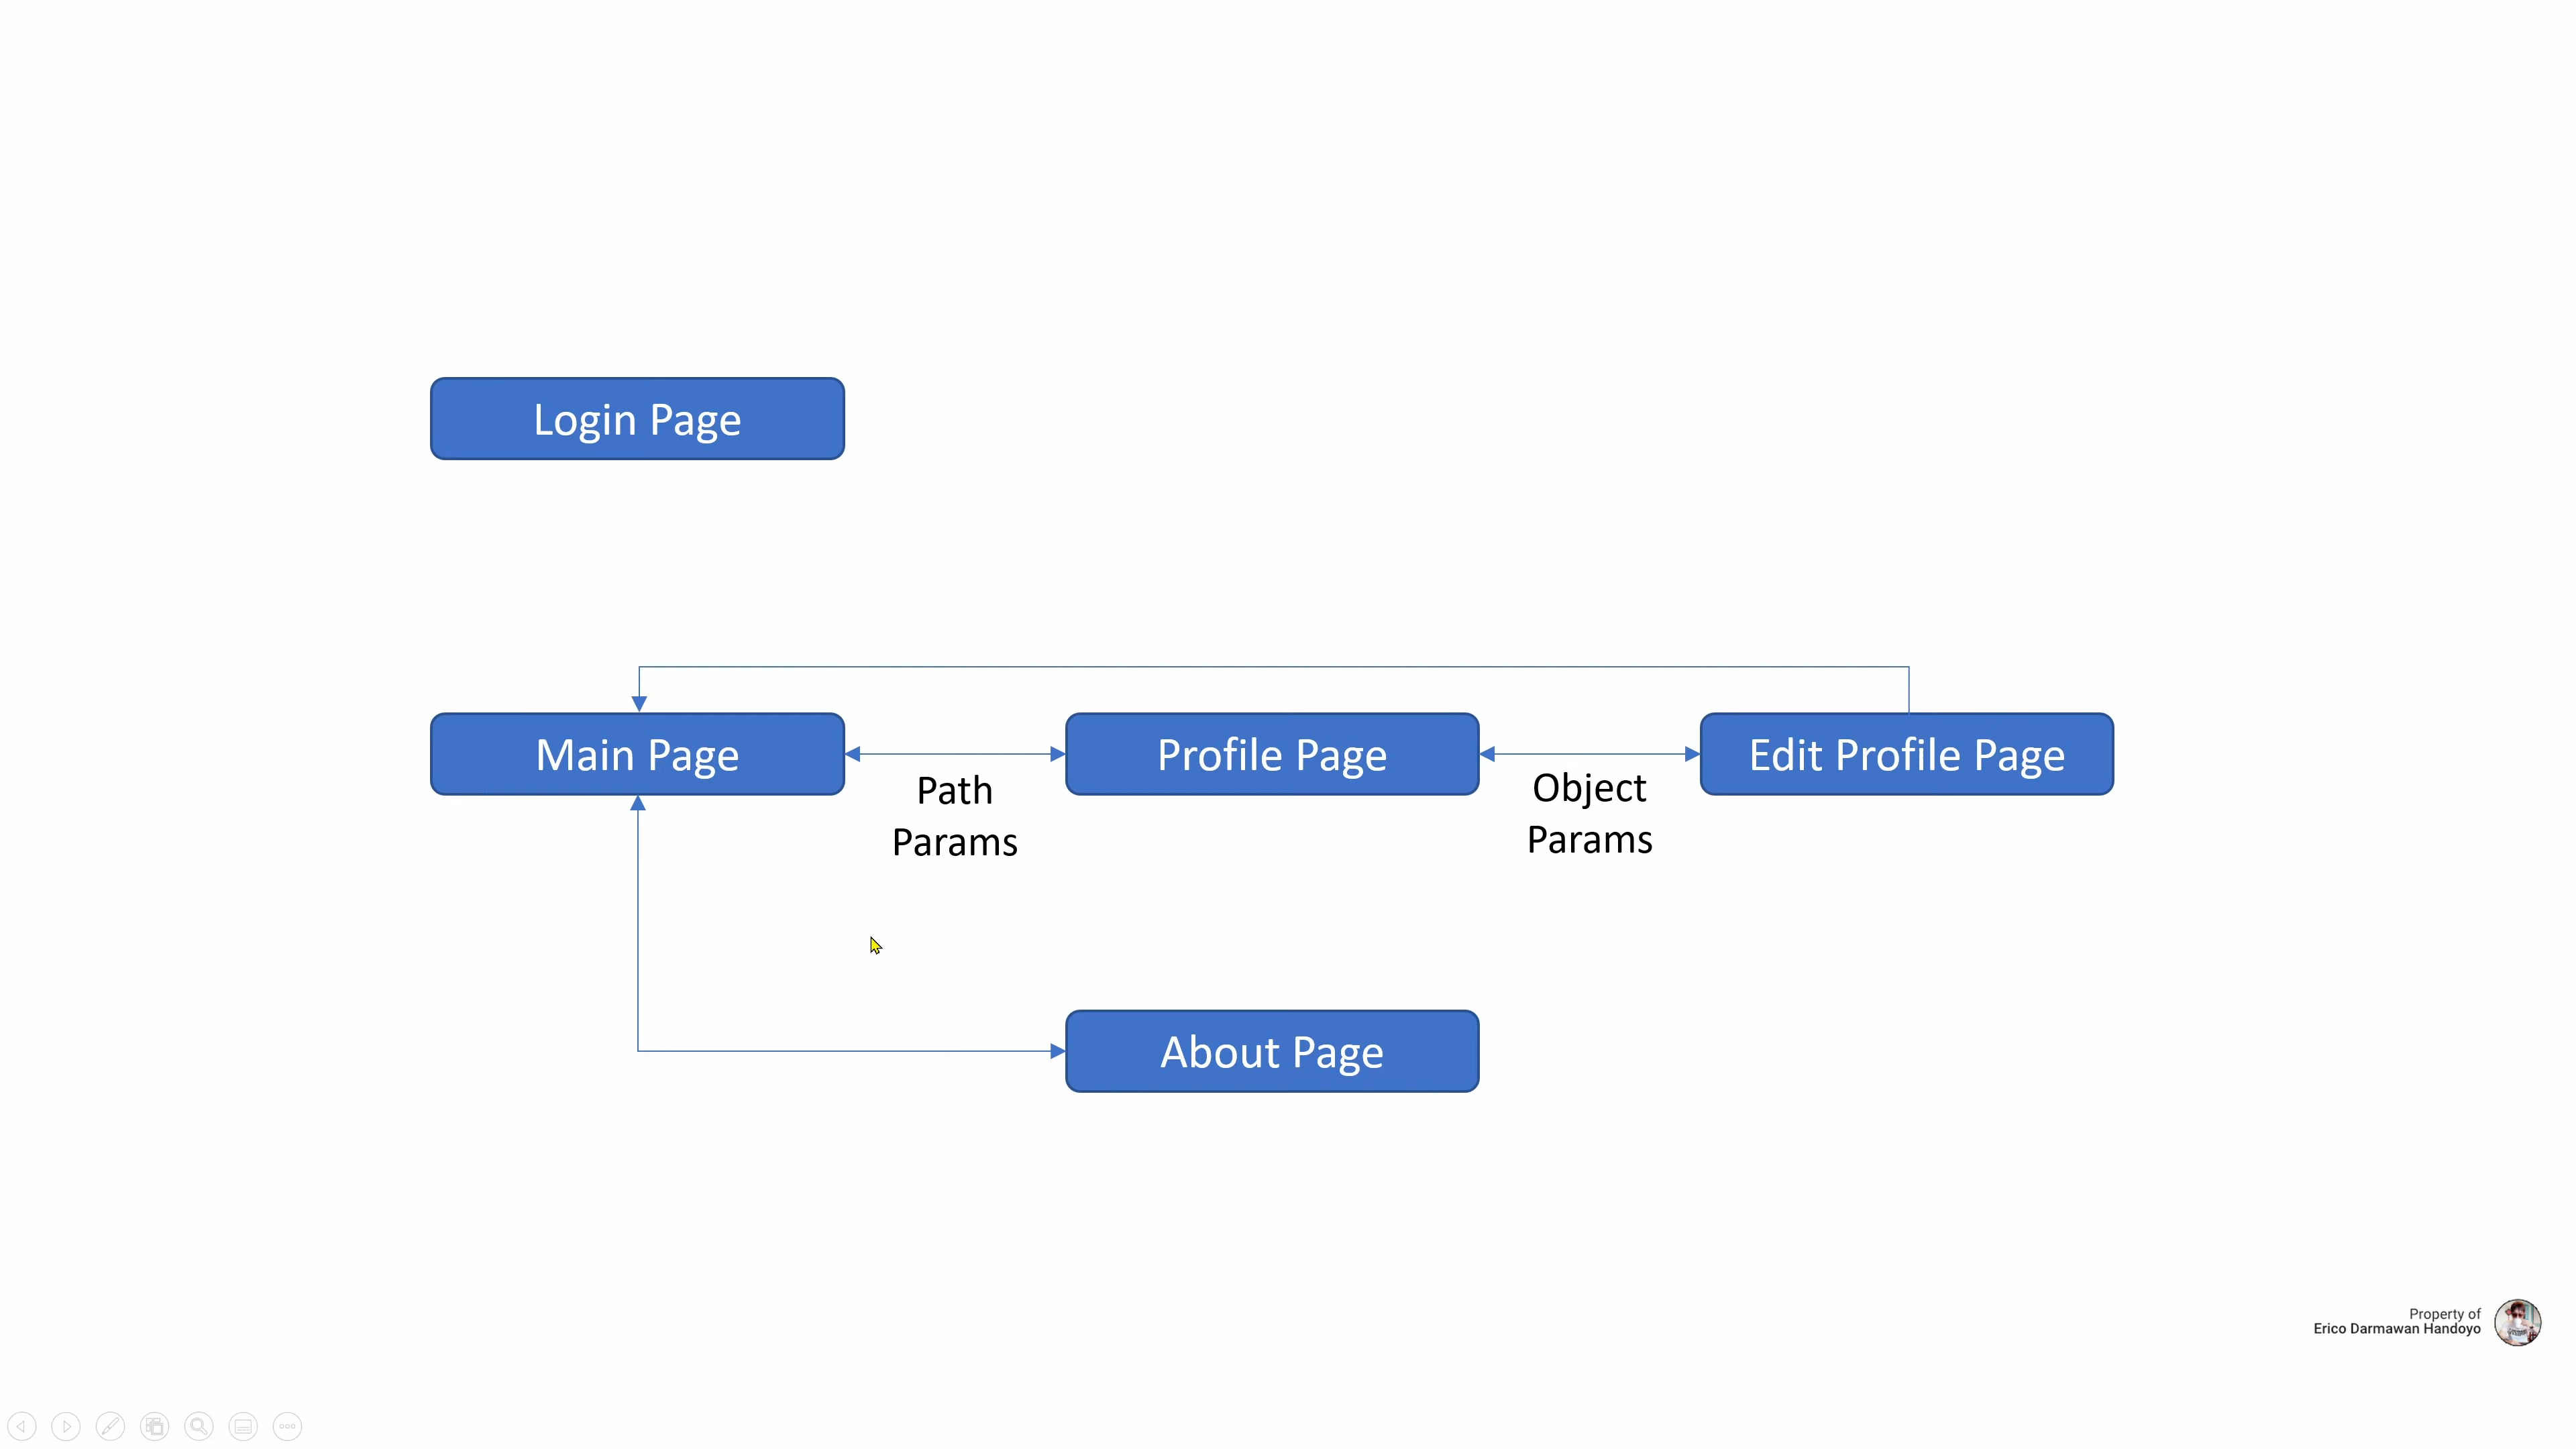 Login Page
Main Page
Profile Page
Edit Profile Page
Path
Params
Object
Params
About Page
Property of
Erico Darmawan Handoyo